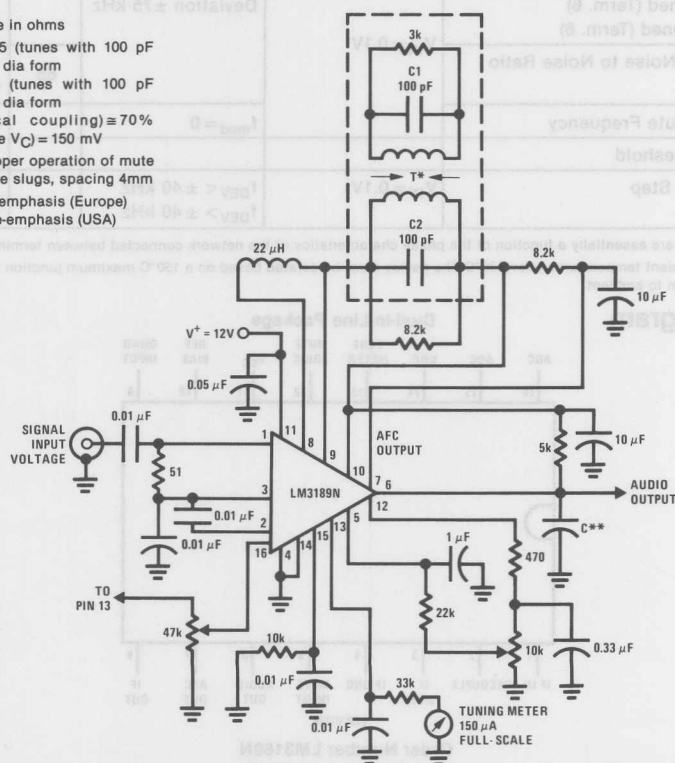 e in ohms
5 (tunes with 100 pF
dia form
(tunes with 100 pF
dia form
al coupling) ≅ 70%
e VC) = 150 mV
oper operation of mute
e slugs, spacing 4mm
emphasis (Europe)
e-emphasis (USA)
3k
C1
100 pF
T*
C2
100 pF
22 μH
8.2k
8.2k
10 μF
V+ = 12V
0.05 μF
0.01 μF
SIGNAL
INPUT
VOLTAGE
51
0.01 μF
0.01 μF
1
11
8
9
10
7
6
12
5
13
15
14
4
16
2
3
LM3189N
AFC
OUTPUT
5k
10 μF
AUDIO
OUTPUT
C**
1 μF
470
22k
10k
0.33 μF
TO
PIN 13
47k
10k
0.01 μF
0.01 μF
33k
TUNING METER
150 μA
FULL-SCALE